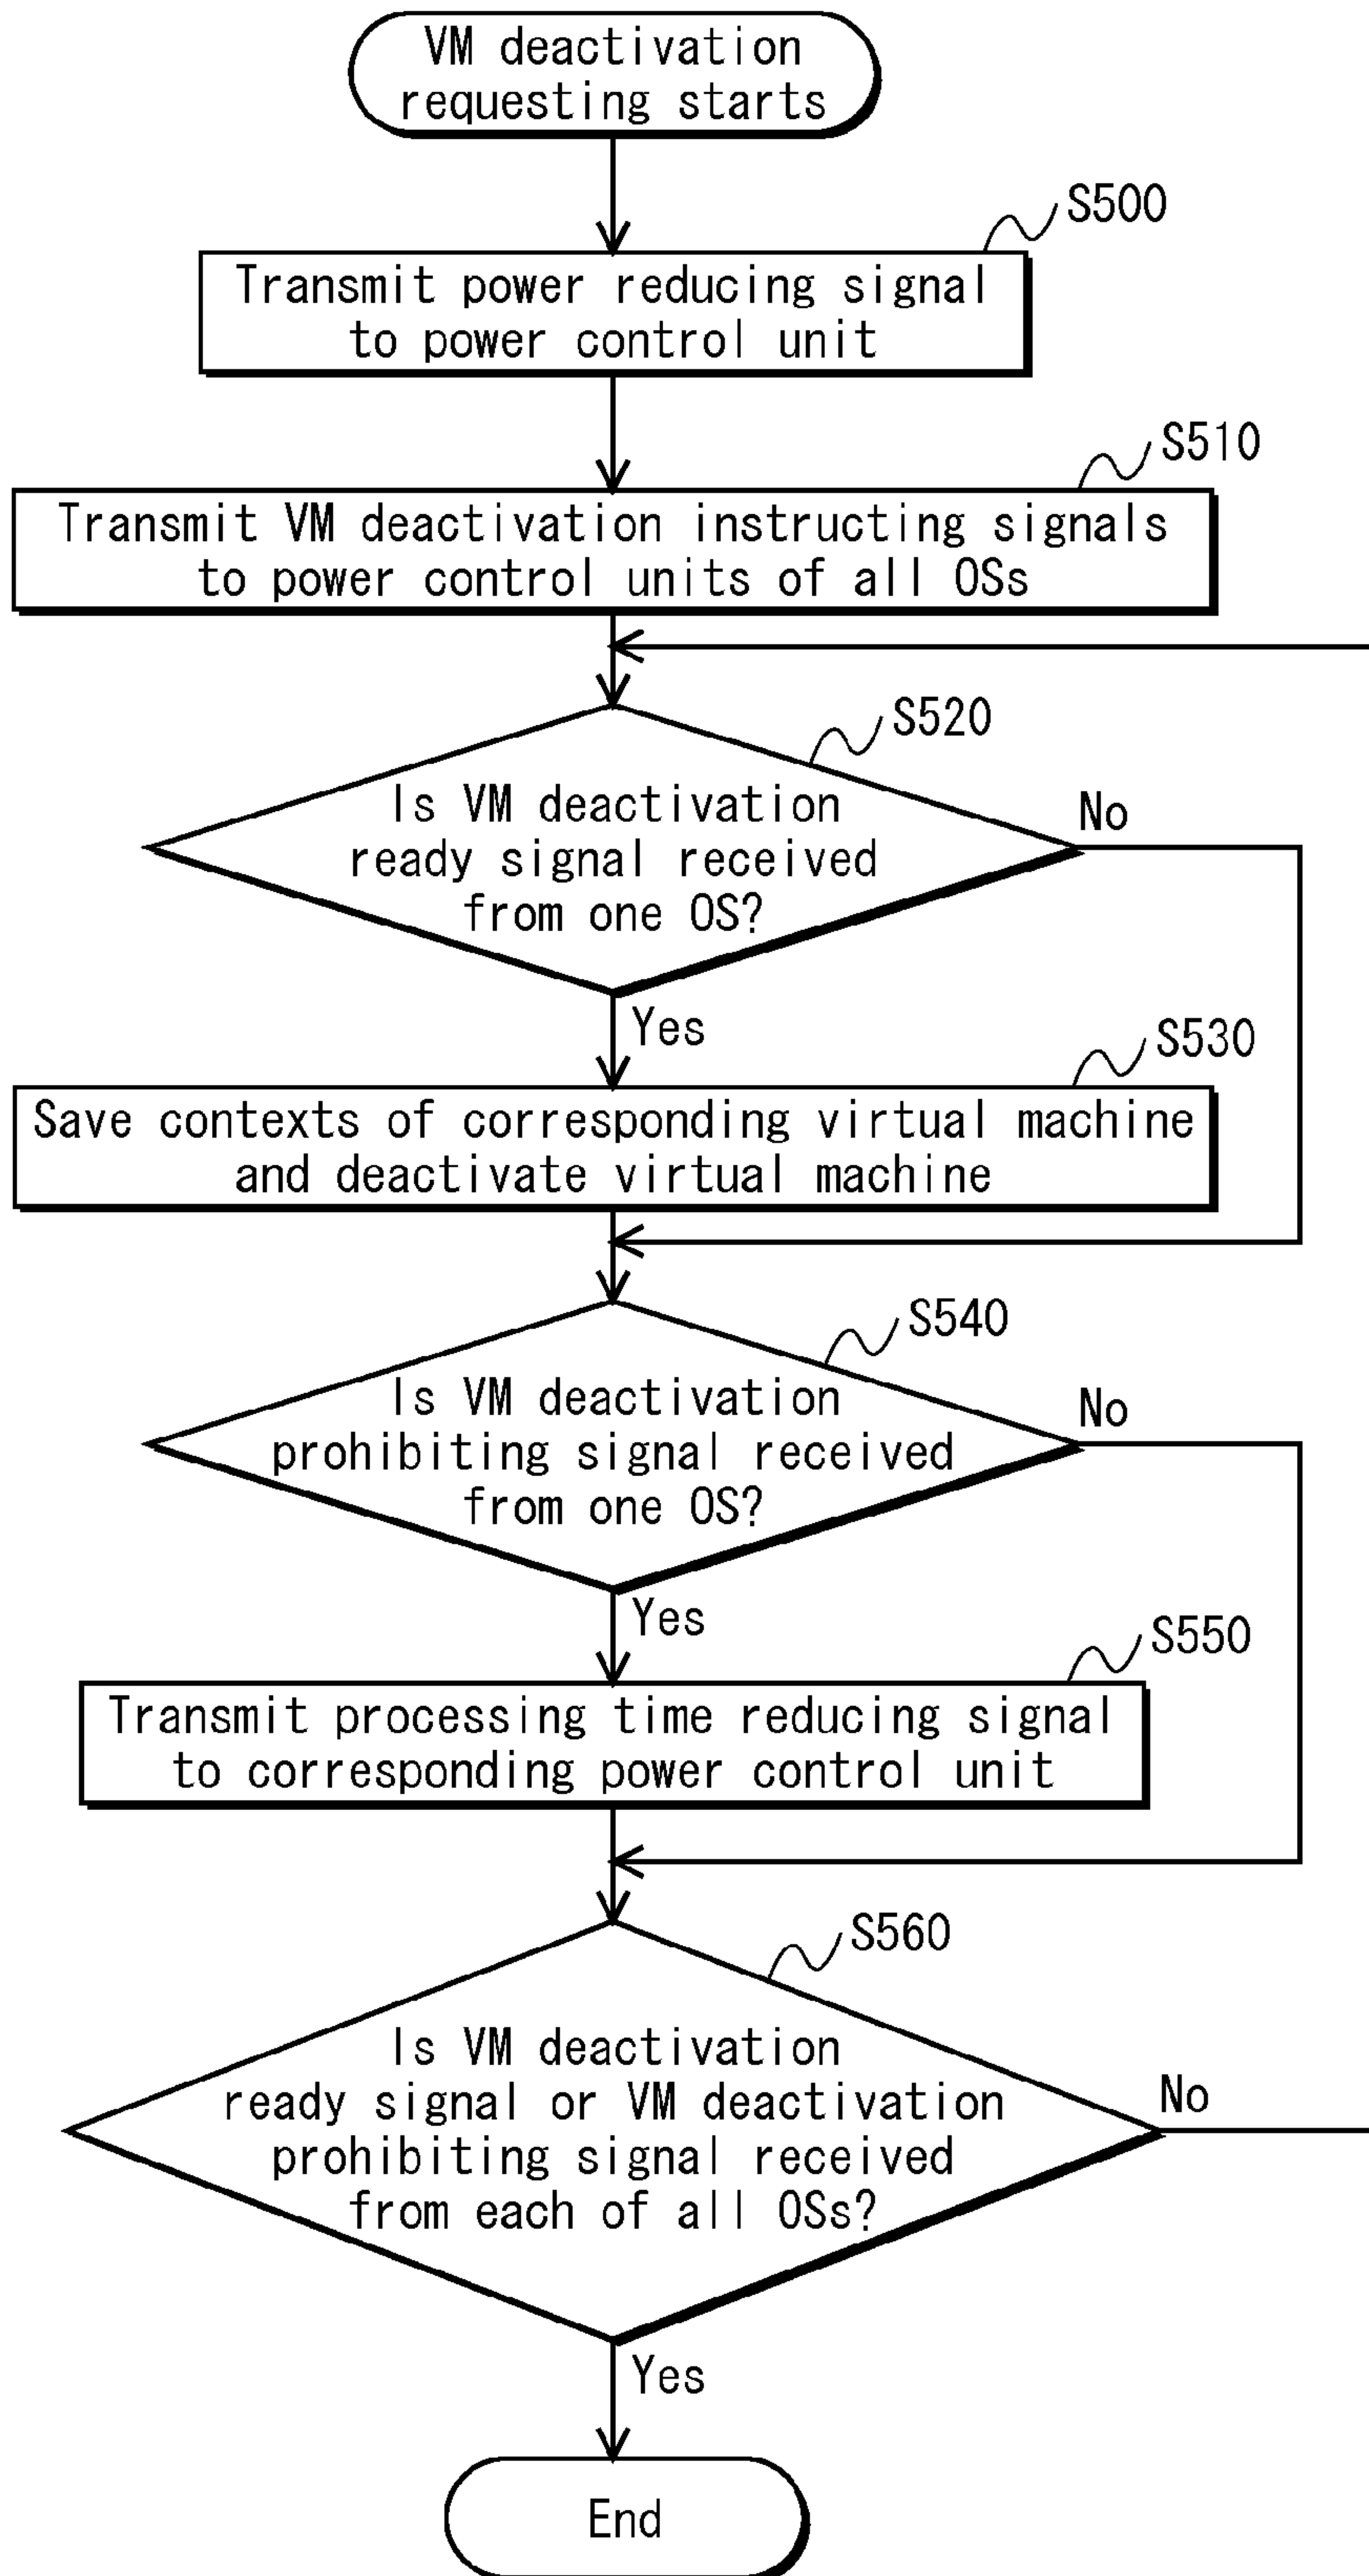 VM deactivation
requesting starts
S500
Transmit power reducing signal
to power control unit
S510
Transmit VM deactivation instructing signals
to power control units of all OSs
S520
Is VM deactivation
ready signal received
from one OS?
No
Yes
S530
Save contexts of corresponding virtual machine
and deactivate virtual machine
S540
Is VM deactivation
prohibiting signal received
from one OS?
No
Yes
S550
Transmit processing time reducing signal
to corresponding power control unit
S560
Is VM deactivation
ready signal or VM deactivation
prohibiting signal received
from each of all OSs?
No
Yes
End